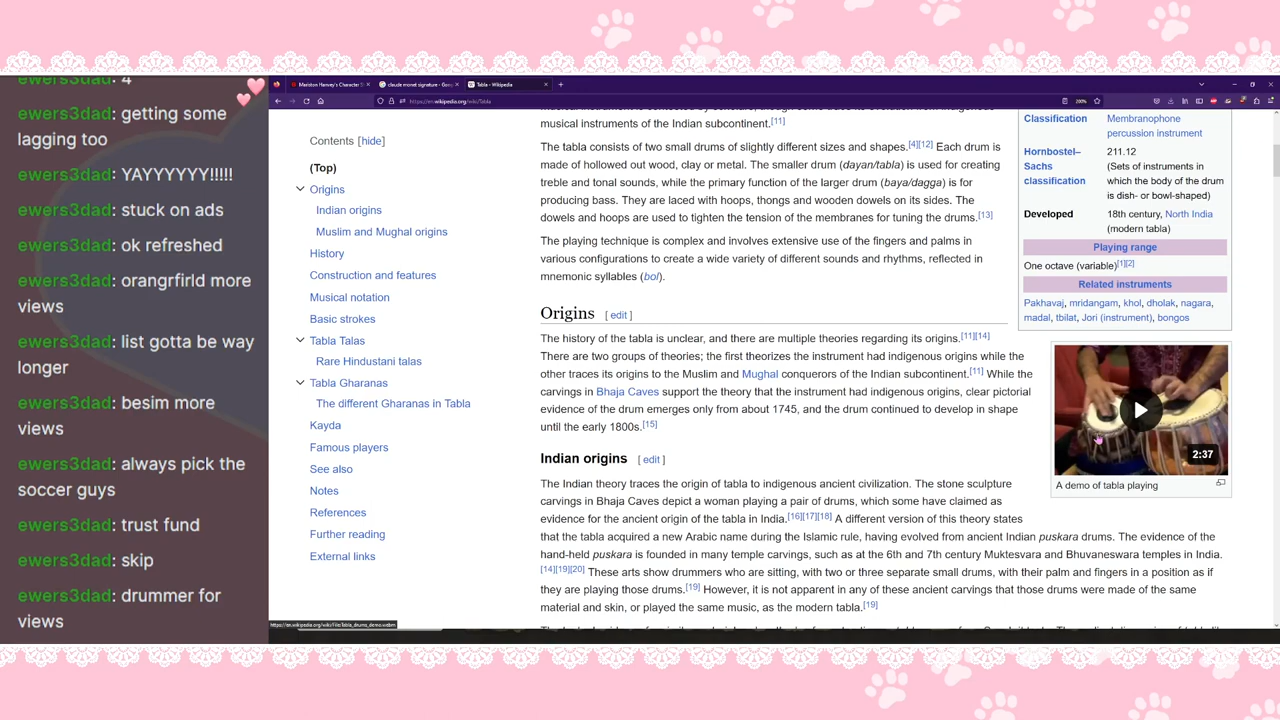 ewers3dad: 4
ewers3dad: getting some
lagging too
ewers3dad: YAYYYYYY!!!!!
ewers3dad: stuck on ads
ewers3dad: ok refreshed
ewers3dad: orangrfirld more
views
ewers3dad: list gotta be way
longer
ewers3dad: besim more
views
ewers3dad: always pick the
soccer guys
ewers3dad: trust fund
ewers3dad: skip
ewers3dad: drummer for
views
claude monet signature - Goo
Tabla - Wikipedia
https://en.wikipedia.org/wiki/Tabla
200%
Contents [hide]
(Top)
Origins
Indian origins
Muslim and Mughal origins
History
Construction and features
Musical notation
Basic strokes
Tabla Talas
Rare Hindustani talas
Tabla Gharanas
The different Gharanas in Tabla
Kayda
Famous players
See also
Notes
References
Further reading
External links
musical instruments of the Indian subcontinent.[11]
The tabla consists of two small drums of slightly different sizes and shapes.[4][12] Each drum is
made of hollowed out wood, clay or metal. The smaller drum (dayan/tabla) is used for creating
treble and tonal sounds, while the primary function of the larger drum (baya/dagga) is for
producing bass. They are laced with hoops, thongs and wooden dowels on its sides. The
dowels and hoops are used to tighten the tension of the membranes for tuning the drums.[13]
The playing technique is complex and involves extensive use of the fingers and palms in
various configurations to create a wide variety of different sounds and rhythms, reflected in
mnemonic syllables (bol).
Origins [ edit ]
The history of the tabla is unclear, and there are multiple theories regarding its origins.[11][14]
There are two groups of theories; the first theorizes the instrument had indigenous origins while the
other traces its origins to the Muslim and Mughal conquerors of the Indian subcontinent.[11] While the
carvings in Bhaja Caves support the theory that the instrument had indigenous origins, clear pictorial
evidence of the drum emerges only from about 1745, and the drum continued to develop in shape
until the early 1800s.[15]
Indian origins [ edit ]
The Indian theory traces the origin of tabla to indigenous ancient civilization. The stone sculpture
carvings in Bhaja Caves depict a woman playing a pair of drums, which some have claimed as
evidence for the ancient origin of the tabla in India.[16][17][18] A different version of this theory states
that the tabla acquired a new Arabic name during the Islamic rule, having evolved from ancient Indian puskara drums. The evidence of the
hand-held puskara is founded in many temple carvings, such as at the 6th and 7th century Muktesvara and Bhuvaneswara temples in India.
[14][19][20] These arts show drummers who are sitting, with two or three separate small drums, with their palm and fingers in a position as if
they are playing those drums.[19] However, it is not apparent in any of these ancient carvings that those drums were made of the same
material and skin, or played the same music, as the modern tabla.[19]
Classification Membranophone
percussion instrument
Hornbostel– 211.12
Sachs (Sets of instruments in
classification which the body of the drum
is dish- or bowl-shaped)
Developed 18th century, North India
(modern tabla)
Playing range
One octave (variable)[1][2]
Related instruments
Pakhavaj, mridangam, khol, dholak, nagara,
madal, tbilat, Jori (instrument), bongos
2:37
A demo of tabla playing
https://en.wikipedia.org/wiki/File:Tabla_drums_demo.webm